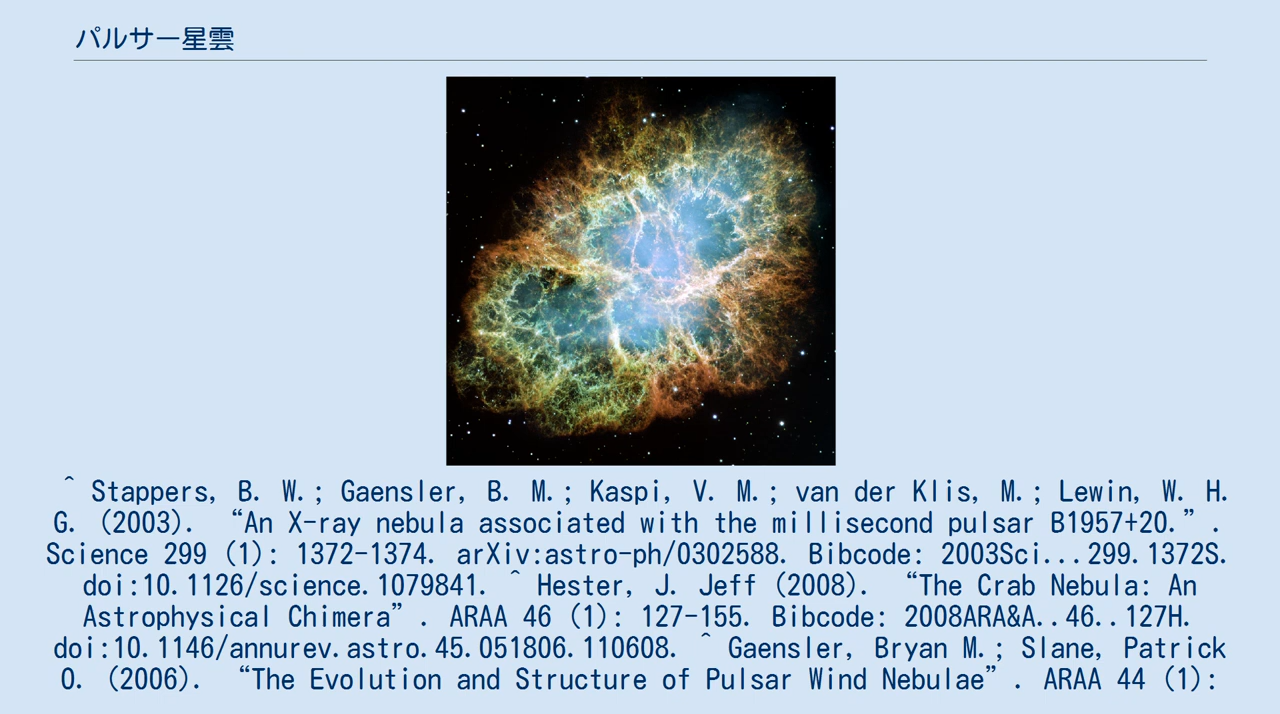 パルサー星雲
^ Stappers, B. W.; Gaensler, B. M.; Kaspi, V. M.; van der Klis, M.; Lewin, W. H.
G. (2003). “An X-ray nebula associated with the millisecond pulsar B1957+20.”.
Science 299 (1): 1372-1374. arXiv:astro-ph/0302588. Bibcode: 2003Sci...299.1372S.
doi:10.1126/science.1079841. ^ Hester, J. Jeff (2008). “The Crab Nebula: An
Astrophysical Chimera”. ARAA 46 (1): 127-155. Bibcode: 2008ARA&A..46..127H.
doi:10.1146/annurev.astro.45.051806.110608. ^ Gaensler, Bryan M.; Slane, Patrick
O. (2006). “The Evolution and Structure of Pulsar Wind Nebulae”. ARAA 44 (1):